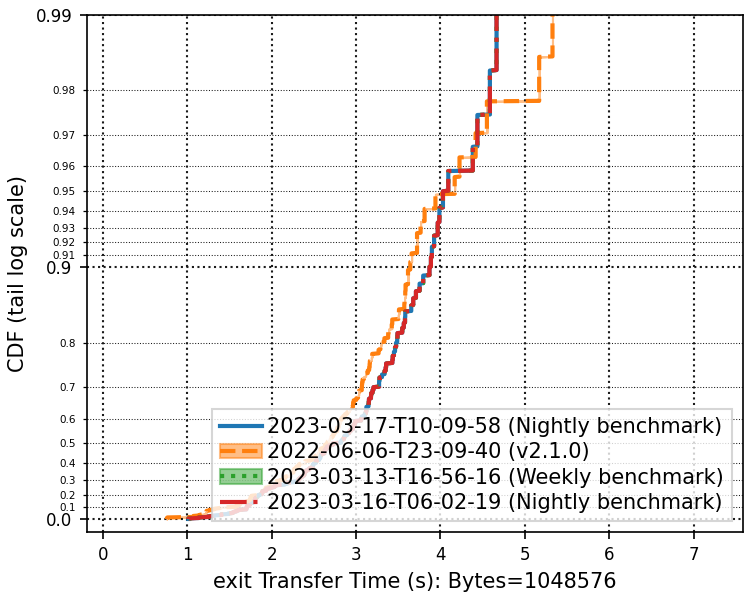 0.99
0.98
0.97
0.96
0.95
0.94
0.93
0.92
0.91
0.9
0.8
0.7
0.6
0.5
0.4
0.3
0.2
0.1
0.0
CDF (tail log scale)
2023-03-17-T10-09-58 (Nightly benchmark)
2022-06-06-T23-09-40 (v2.1.0)
2023-03-13-T16-56-16 (Weekly benchmark)
2023-03-16-T06-02-19 (Nightly benchmark)
0 1 2 3 4 5 6 7
exit Transfer Time (s): Bytes=1048576